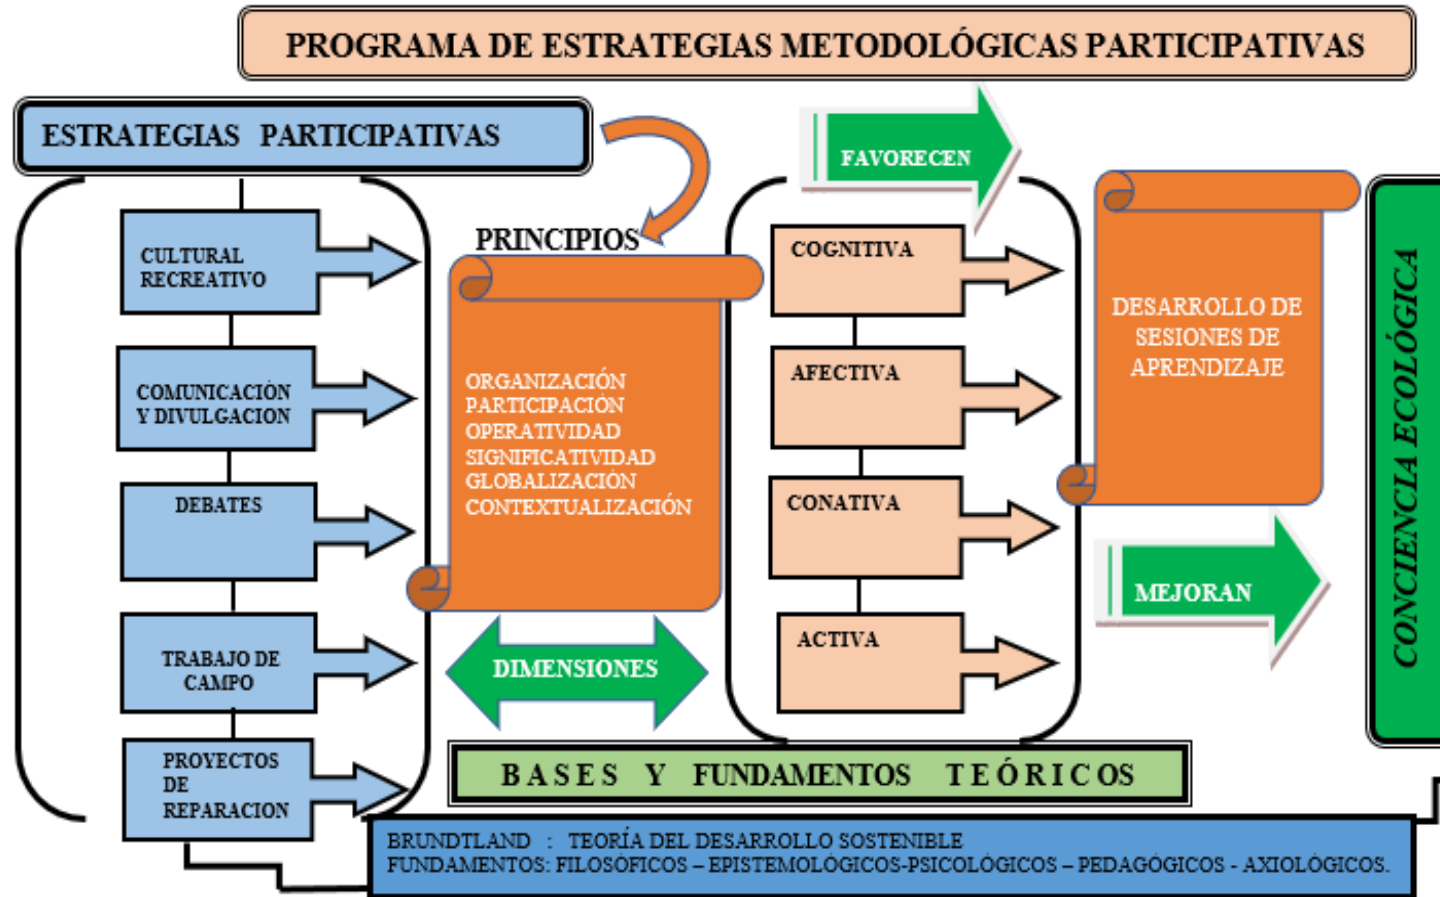 PROGRAMA DE ESTRATEGIAS METODOLÓGICAS PARTICIPATIVAS
ESTRATEGIAS PARTICIPATIVAS
CULTURAL
RECREATIVO
COMUNICACIÓN
Y DIVULGACION
DEBATES
TRABAJO DE
CAMPO
PROYECTOS
DE
REPARACION
PRINCIPIOS
ORGANIZACIÓN
PARTICIPACIÓN
OPERATIVIDAD
SIGNIFICATIVIDAD
GLOBALIZACIÓN
CONTEXTUALIZACIÓN
DIMENSIONES
FAVORECEN
COGNITIVA
AFECTIVA
CONATIVA
ACTIVA
DESARROLLO DE
SESIONES DE
APRENDIZAJE
MEJORAN
CONCIENCIA ECOLÓGICA
BASES Y FUNDAMENTOS TEÓRICOS
BRUNDTLAND : TEORÍA DEL DESARROLLO SOSTENIBLE
FUNDAMENTOS: FILOSÓFICOS – EPISTEMOLÓGICOS-PSICOLÓGICOS – PEDAGÓGICOS - AXIOLÓGICOS.